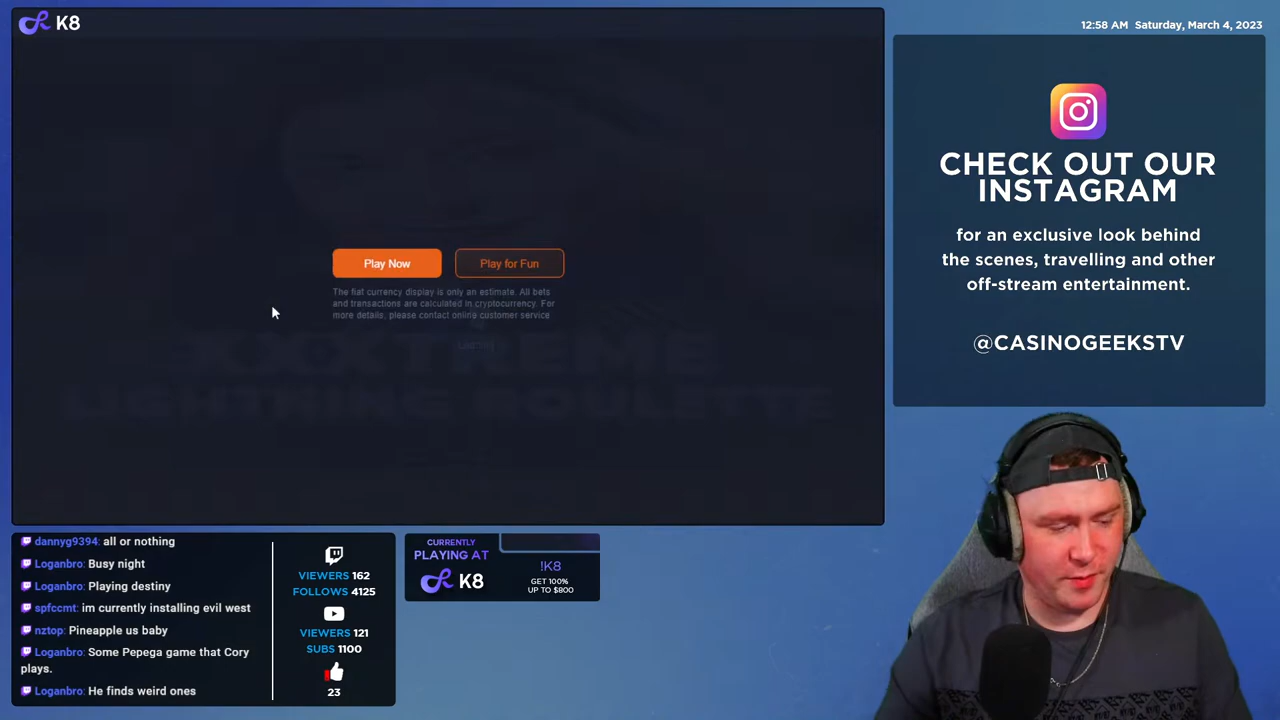 K8
12:58 AM Saturday, March 4, 2023
CHECK OUT OUR
INSTAGRAM
for an exclusive look behind
the scenes, travelling and other
off-stream entertainment.
@CASINOGEEKSTV
Play Now
Play for Fun
The fiat currency display is only an estimate. All bets
and transactions are calculated in cryptocurrency. For
more details, please contact online customer service
Loading
XXXTREME
LIGHTNING ROULETTE
dannyg9394: all or nothing
Loganbro: Busy night
Loganbro: Playing destiny
spfccmt: im currently installing evil west
nztop: Pineapple us baby
Loganbro: Some Pepega game that Cory
plays.
Loganbro: He finds weird ones
VIEWERS 162
FOLLOWS 4125
VIEWERS 121
SUBS 1100
23
CURRENTLY
PLAYING AT
K8
!K8
GET 100%
UP TO $800